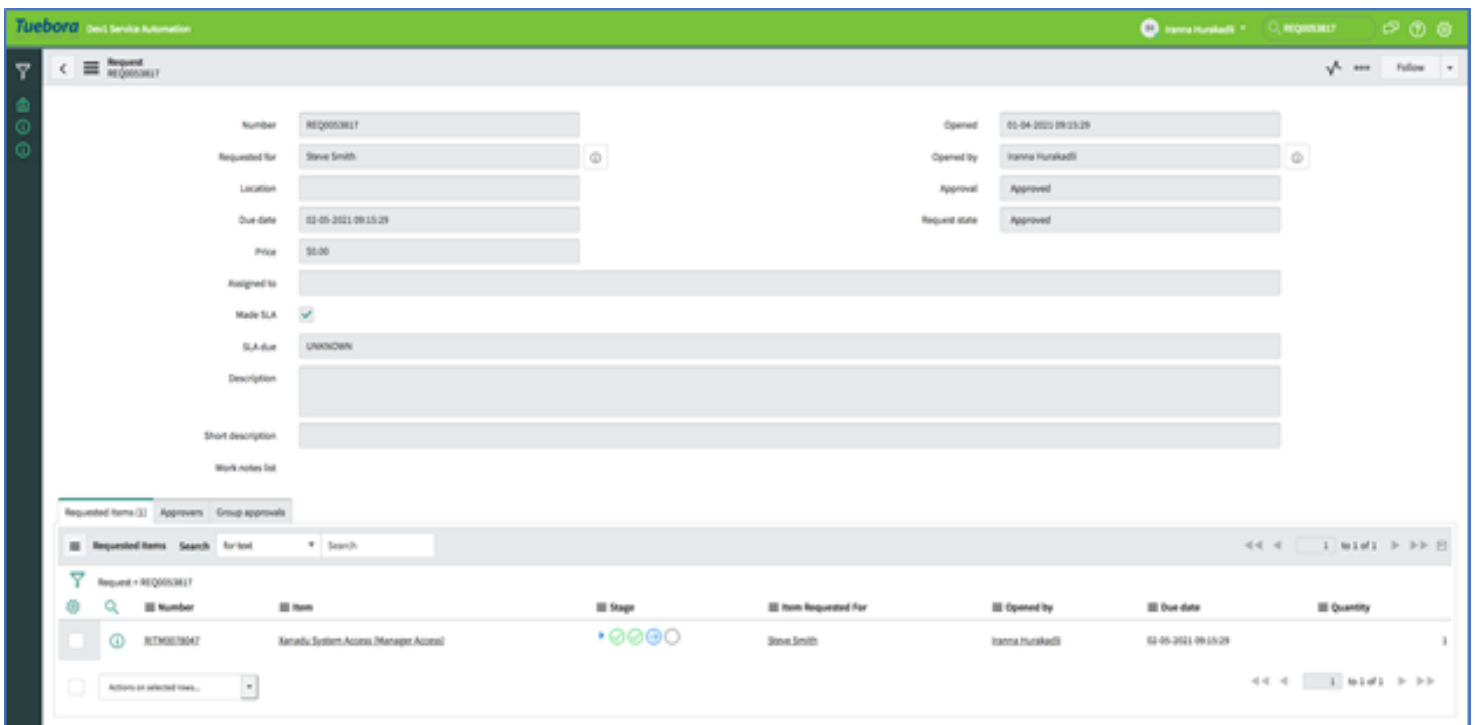 Tuebora Dev1 Service Automation
Iranna Hurakadli
REQ0053817
Request
REQ0053817
Follow
Number REQ0053817
Opened 01-04-2021 09:15:29
Requested for Steve Smith
Opened by Iranna Hurakadli
Location
Approval Approved
Due date 02-05-2021 09:15:29
Request state Approved
Price $0.00
Assigned to
Made SLA
SLA due UNKNOWN
Description
Short description
Work notes list
Requested Items (1) Approvers Group approvals
Requested Items Search for text Search
1 to 1 of 1
Request = REQ0053817
Number Item Stage Item Requested For Opened by Due date Quantity
RITM0078047 Xanadu System Access [Manager Access] Steve Smith Iranna Hurakadli 02-05-2021 09:15:29 1
Actions on selected rows...
1 to 1 of 1